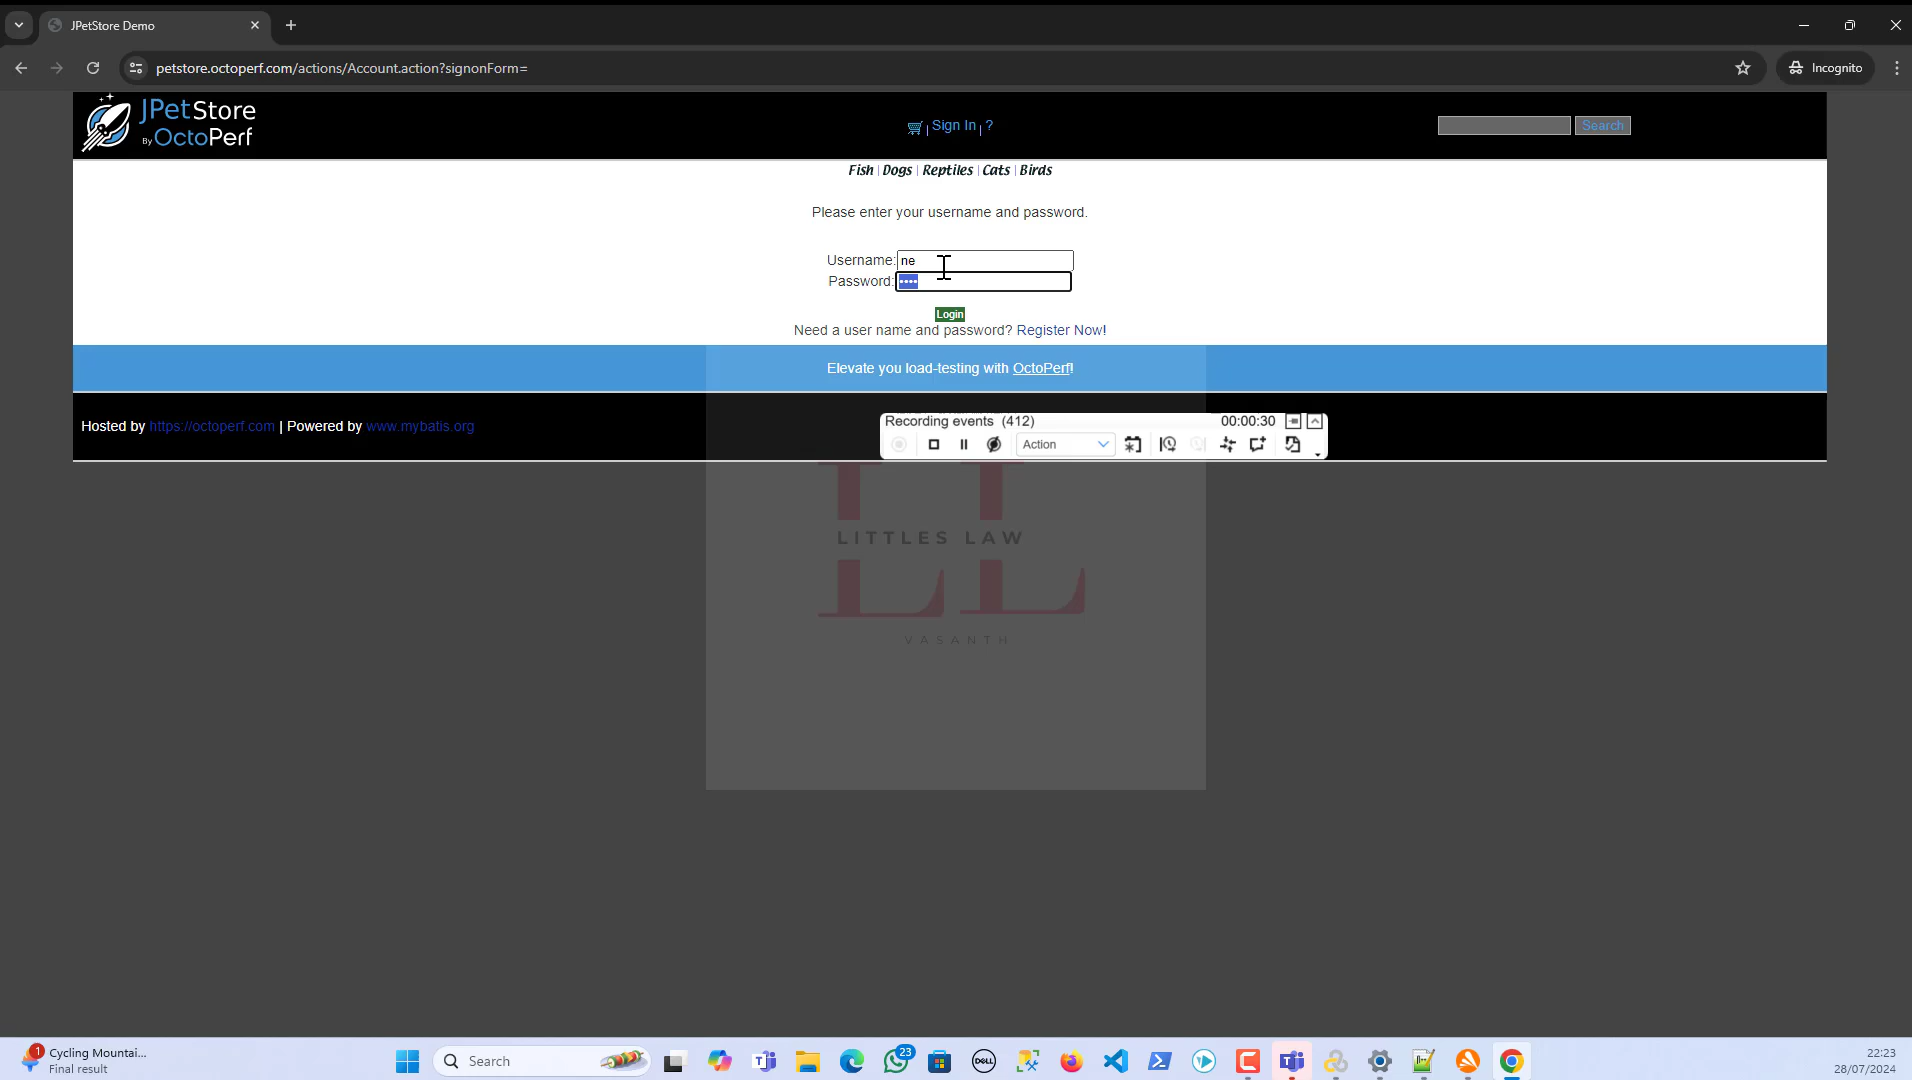 JPetStore Demo
petstore.octoperf.com/actions/Account.action?signonForm=
Incognito
JPetStore
By OctoPerf
| Sign In | ?
Search
Fish | Dogs | Reptiles | Cats | Birds
Please enter your username and password.
Username: ne
Password: ••••
Login
Need a user name and password? Register Now!
Elevate you load-testing with OctoPerf!
Hosted by https://octoperf.com | Powered by www.mybatis.org
Recording events (412) 00:00:30
Action
LITTLES LAW
VASANTH
1
Cycling Mountai...
Final result
Search
23
DELL
22:23
28/07/2024